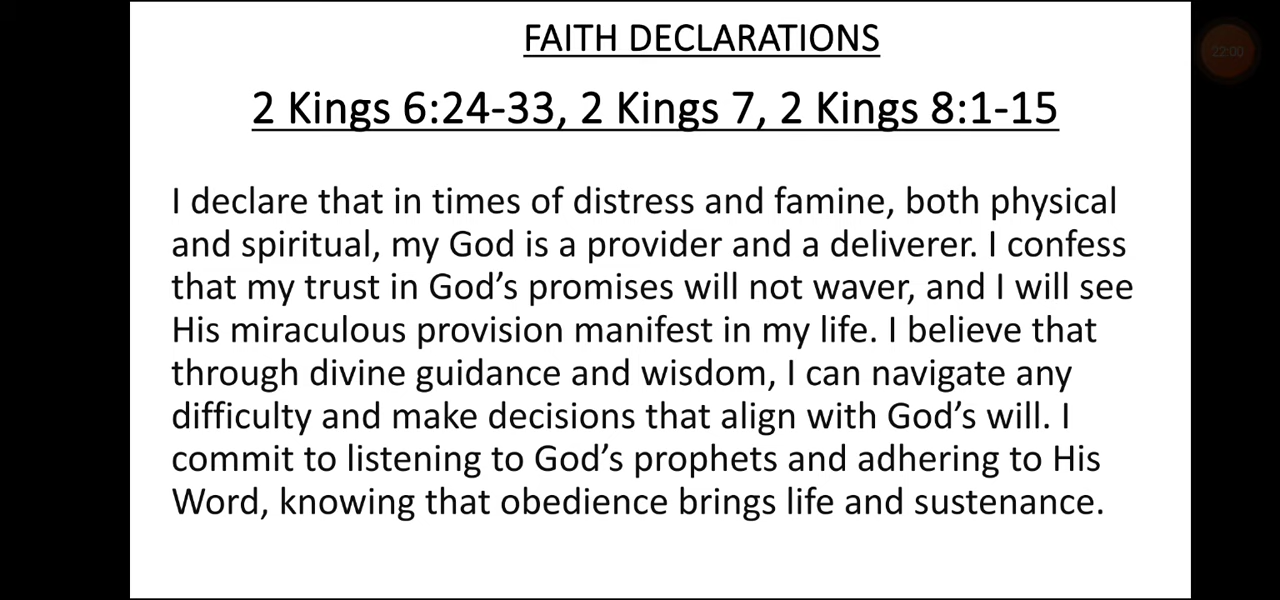 FAITH DECLARATIONS
22:00
2 Kings 6:24-33, 2 Kings 7, 2 Kings 8:1-15
I declare that in times of distress and famine, both physical
and spiritual, my God is a provider and a deliverer. I confess
that my trust in God’s promises will not waver, and I will see
His miraculous provision manifest in my life. I believe that
through divine guidance and wisdom, I can navigate any
difficulty and make decisions that align with God’s will. I
commit to listening to God’s prophets and adhering to His
Word, knowing that obedience brings life and sustenance.